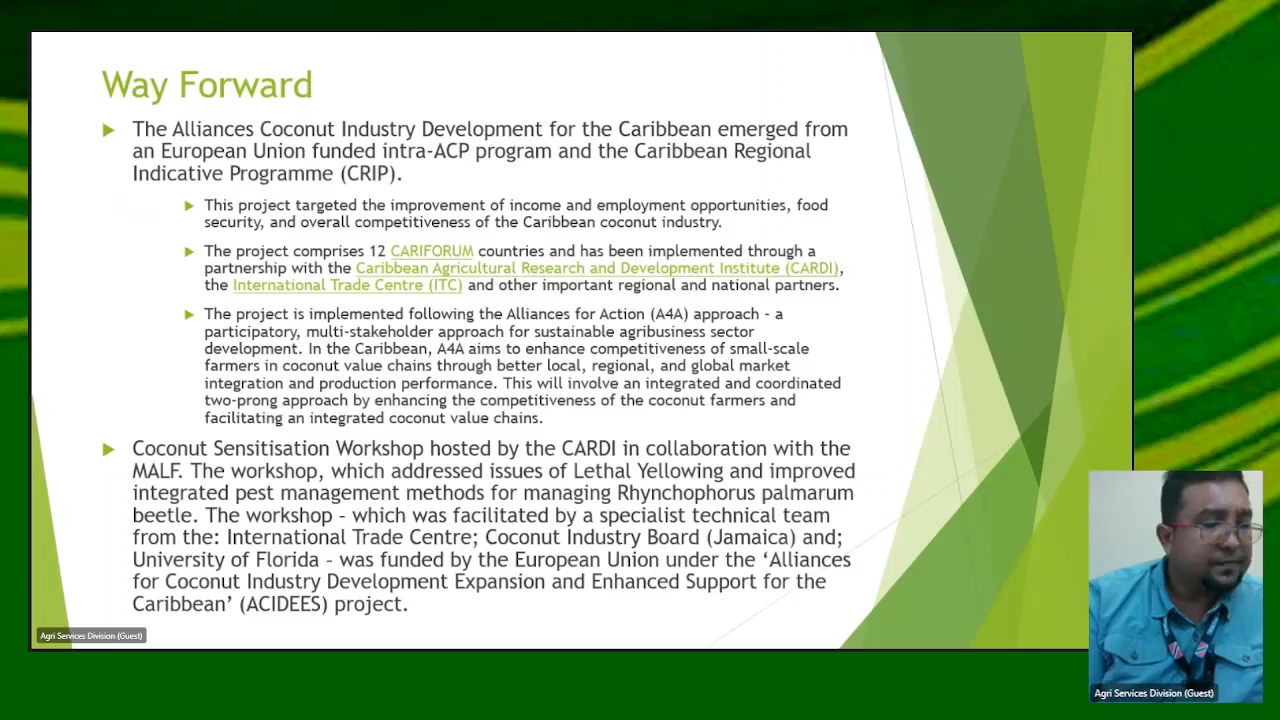 Way Forward
The Alliances Coconut Industry Development for the Caribbean emerged from
an European Union funded intra-ACP program and the Caribbean Regional
Indicative Programme (CRIP).
This project targeted the improvement of income and employment opportunities, food
security, and overall competitiveness of the Caribbean coconut industry.
The project comprises 12 CARIFORUM countries and has been implemented through a
partnership with the Caribbean Agricultural Research and Development Institute (CARDI),
the International Trade Centre (ITC) and other important regional and national partners.
The project is implemented following the Alliances for Action (A4A) approach – a
participatory, multi-stakeholder approach for sustainable agribusiness sector
development. In the Caribbean, A4A aims to enhance competitiveness of small-scale
farmers in coconut value chains through better local, regional, and global market
integration and production performance. This will involve an integrated and coordinated
two-prong approach by enhancing the competitiveness of the coconut farmers and
facilitating an integrated coconut value chains.
Coconut Sensitisation Workshop hosted by the CARDI in collaboration with the
MALF. The workshop, which addressed issues of Lethal Yellowing and improved
integrated pest management methods for managing Rhynchophorus palmarum
beetle. The workshop – which was facilitated by a specialist technical team
from the: International Trade Centre; Coconut Industry Board (Jamaica) and;
University of Florida – was funded by the European Union under the ‘Alliances
for Coconut Industry Development Expansion and Enhanced Support for the
Caribbean’ (ACIDEES) project.
Agri Services Division (Guest)
Agri Services Division (Guest)